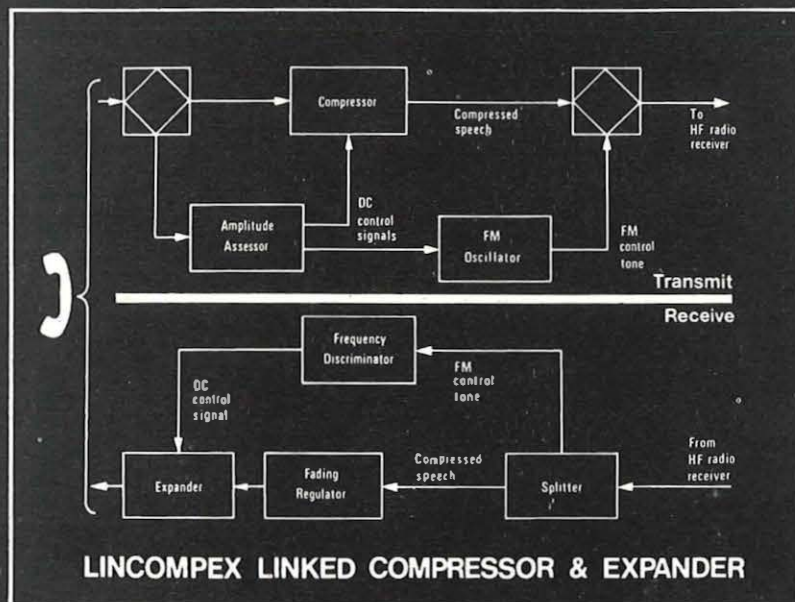 Compressor
Compressed
speech
To
HF radio
receiver
Amplitude
Assessor
DC
control
signals
FM
Oscillator
FM
control
tone
Transmit
Receive
Frequency
Discriminator
DC
control
signal
FM
control
tone
From
HF radio
receiver
Expander
Fading
Regulator
Compressed
speech
Splitter
LINCOMPEX LINKED COMPRESSOR & EXPANDER